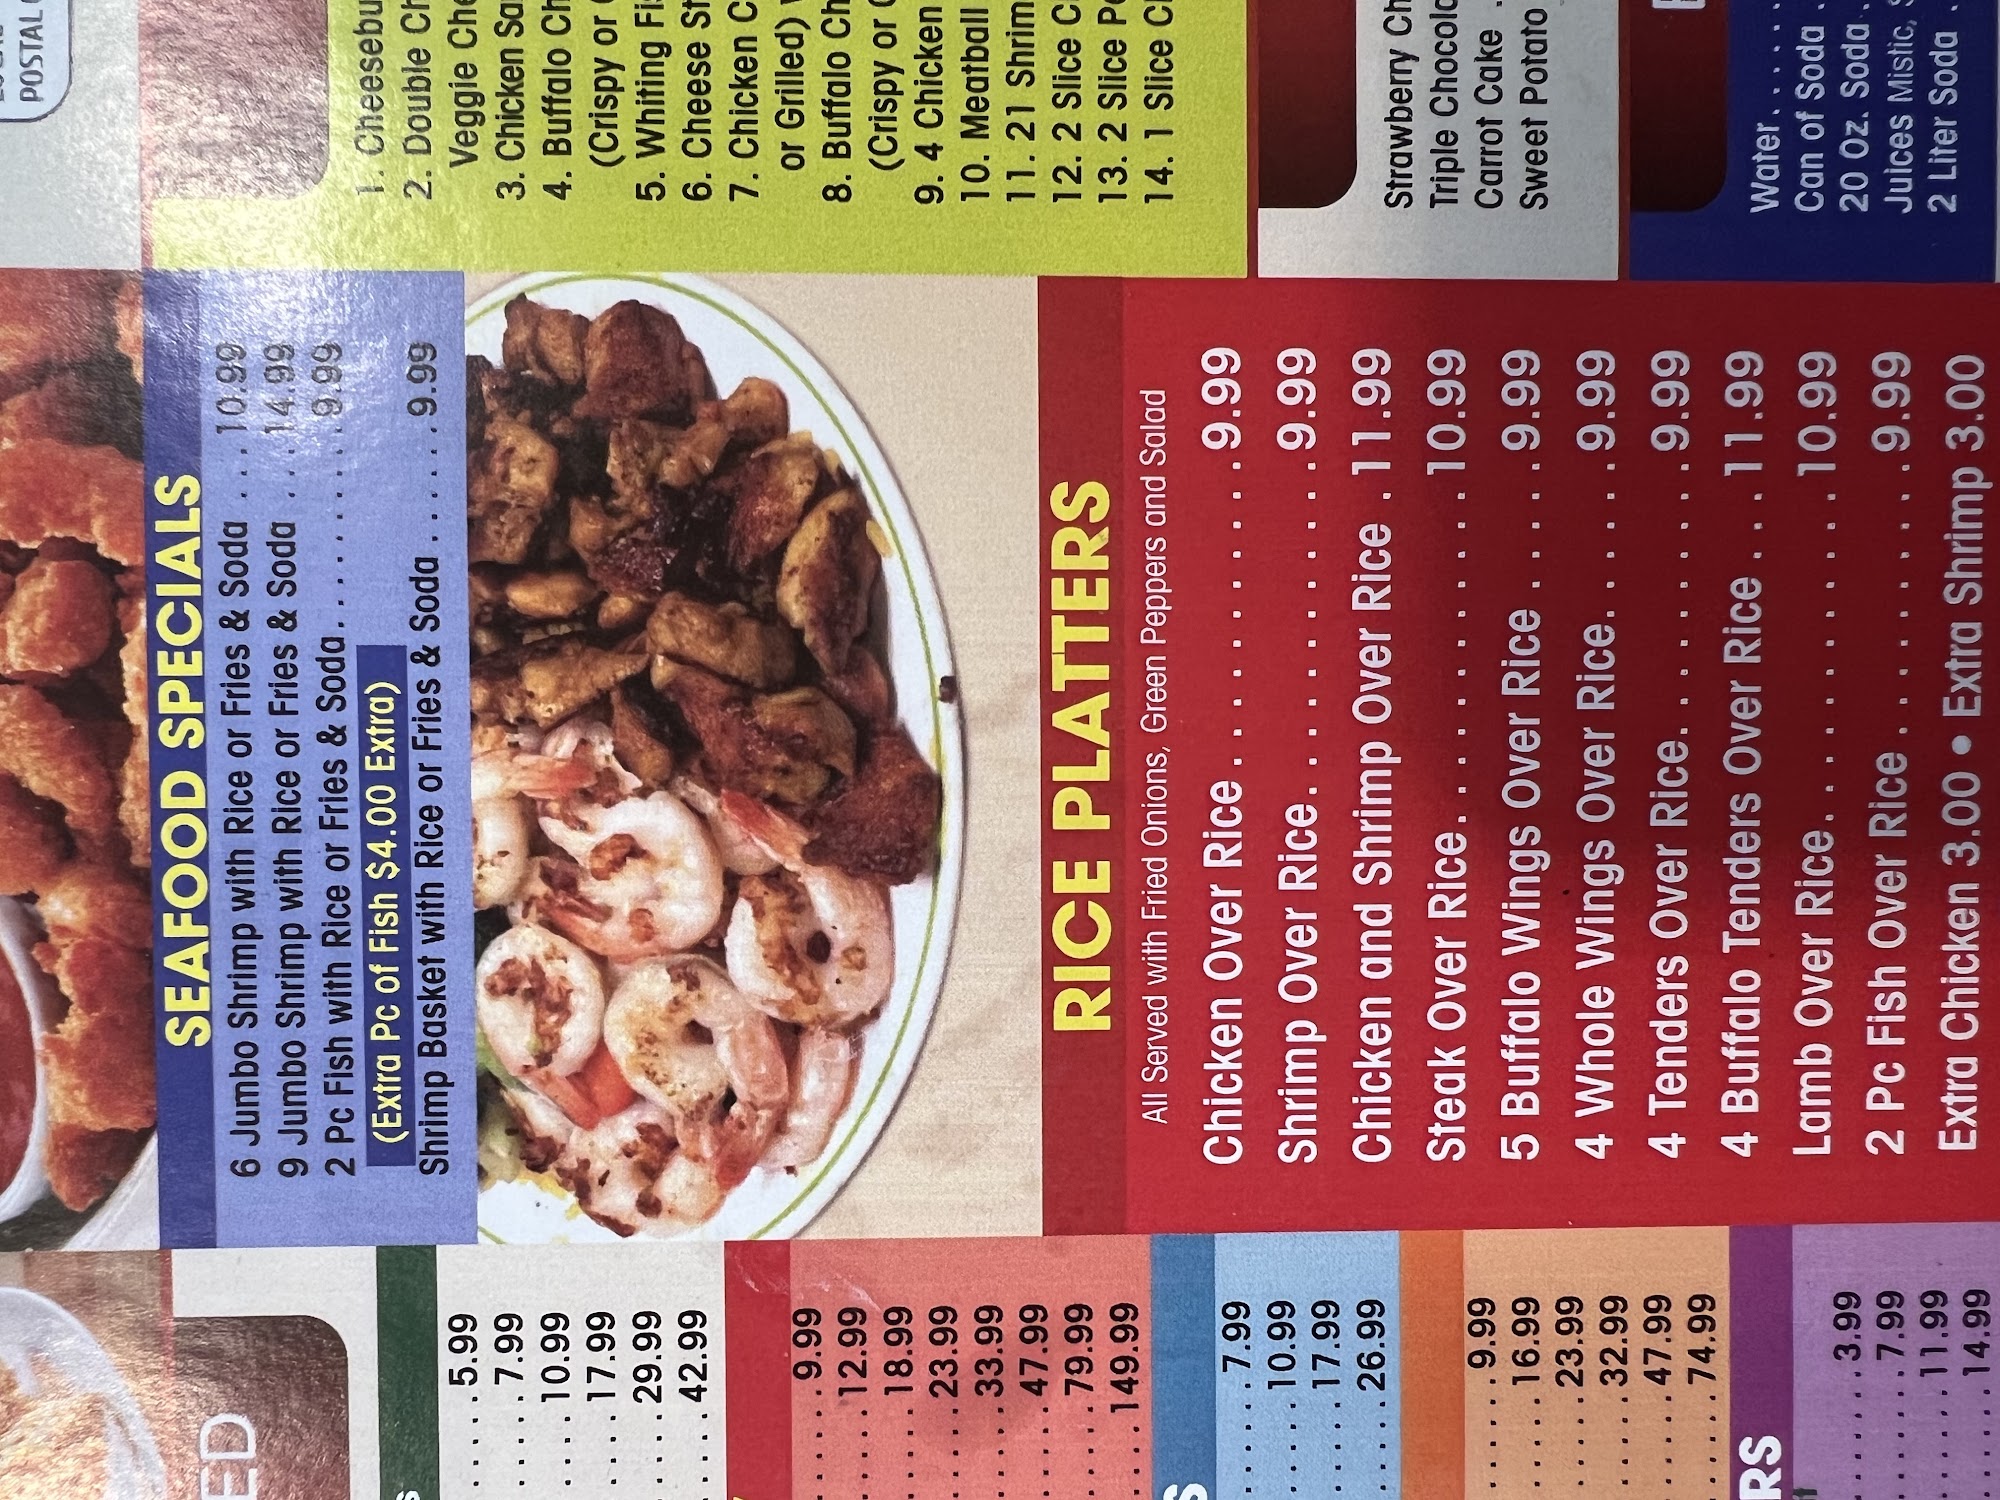 POSTAL
ED
5.99
7.99
10.99
17.99
29.99
42.99
9.99
12.99
18.99
23.99
33.99
47.99
79.99
149.99
S
7.99
10.99
17.99
26.99
9.99
16.99
23.99
32.99
47.99
74.99
RS
3.99
7.99
11.99
14.99
SEAFOOD SPECIALS
6 Jumbo Shrimp with Rice or Fries & Soda ... 10.99
9 Jumbo Shrimp with Rice or Fries & Soda ... 14.99
2 Pc Fish with Rice or Fries & Soda........9.99
(Extra Pc of Fish $4.00 Extra)
Shrimp Basket with Rice or Fries & Soda ......9.99
RICE PLATTERS
All Served with Fried Onions, Green Peppers and Salad
Chicken Over Rice............9.99
Shrimp Over Rice............9.99
Chicken and Shrimp Over Rice . 11.99
Steak Over Rice............10.99
5 Buffalo Wings Over Rice ....9.99
4 Whole Wings Over Rice.....9.99
4 Tenders Over Rice.........9.99
4 Buffalo Tenders Over Rice ... 11.99
Lamb Over Rice............10.99
2 Pc Fish Over Rice..........9.99
Extra Chicken 3.00 • Extra Shrimp 3.00
1. Cheesebu
2. Double Ch
Veggie Che
3. Chicken Sa
4. Buffalo Ch
(Crispy or
5. Whiting Fis
6. Cheese St
7. Chicken C
or Grilled)
8. Buffalo Ch
(Crispy or
9. 4 Chicken
10. Meatball
11. 21 Shrim
12. 2 Slice C
13. 2 Slice Pe
14. 1 Slice C
Strawberry Ch
Triple Chocola
Carrot Cake .
Sweet Potato
Water......
Can of Soda .
20 Oz. Soda..
Juices Mistic, S
2 Liter Soda .